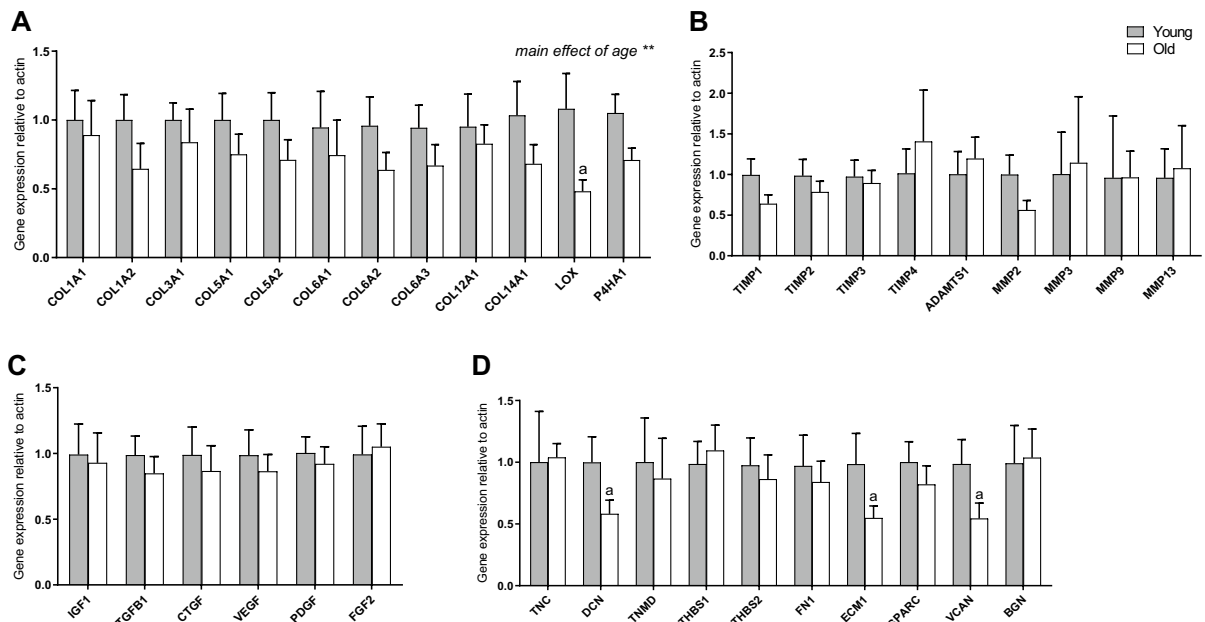 A
main effect of age **
Gene expression relative to actin
1.5
1.0
0.5
0.0
a
COL1A1 COL1A2 COL3A1 COL5A1 COL5A2 COL6A1 COL6A2 COL6A3 COL12A1 COL14A1 LOX P4HA1
B
Young
Old
Gene expression relative to actin
2.5
2.0
1.5
1.0
0.5
0.0
TIMP1 TIMP2 TIMP3 TIMP4 ADAMTS1 MMP2 MMP3 MMP9 MMP13
C
Gene expression relative to actin
1.5
1.0
0.5
0.0
IGF1 TGFB1 CTGF VEGF PDGF FGF2
D
Gene expression relative to actin
1.5
1.0
0.5
0.0
a a a
TNC DCN TNMD THBS1 THBS2 FN1 ECM1 SPARC VCAN BGN